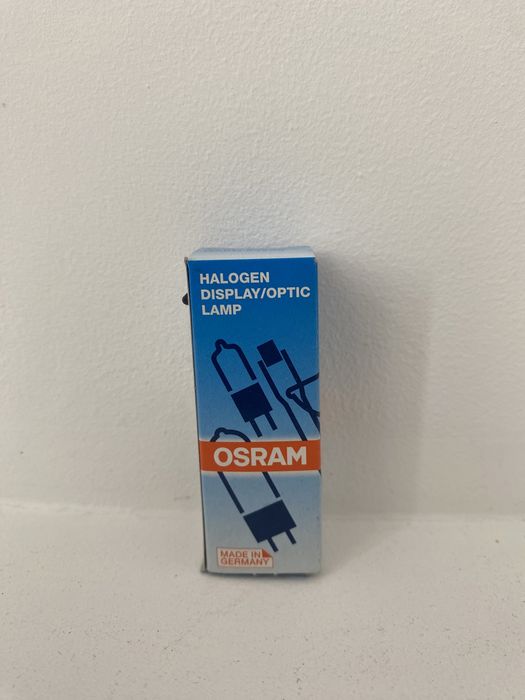 HALOGEN
DISPLAY/OPTIC
LAMP
OSRAM
MADE IN
GERMANY